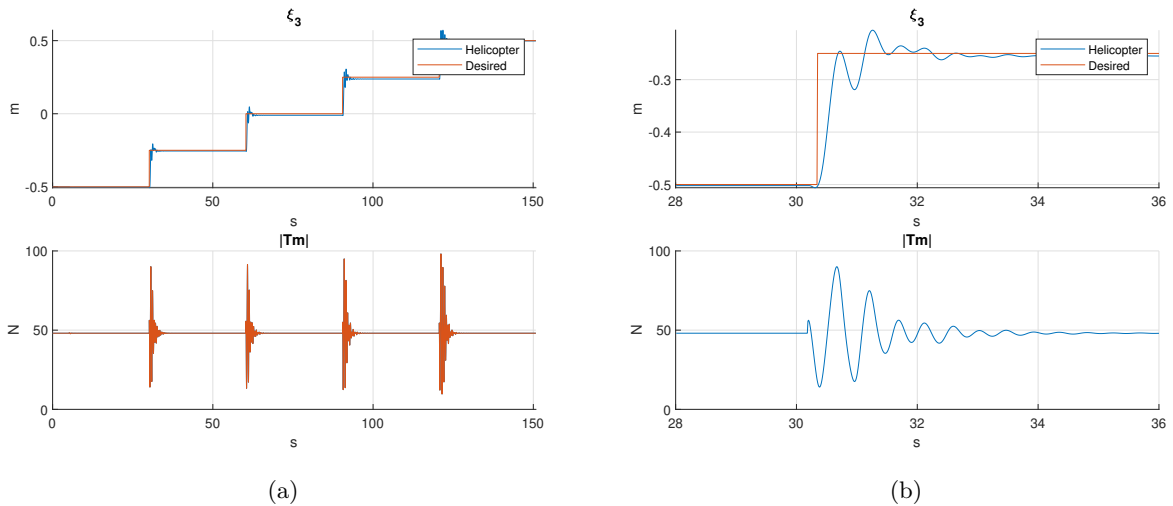 ξ3
0.5
0
-0.5
m
0 50 100 150
s
Helicopter
Desired
|Tm|
100
50
0
N
0 50 100 150
s
(a)
ξ3
-0.3
-0.4
-0.5
m
28 30 32 34 36
s
Helicopter
Desired
|Tm|
100
50
0
N
28 30 32 34 36
s
(b)